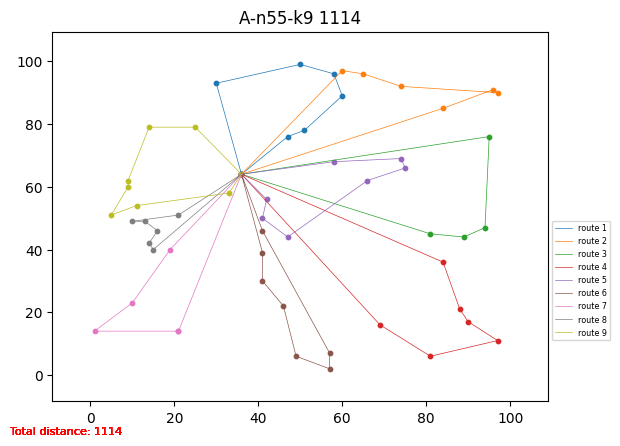 A-n55-k9 1114
100
80
60
40
20
0
0 20 40 60 80 100
route 1
route 2
route 3
route 4
route 5
route 6
route 7
route 8
route 9
Total distance: 1114